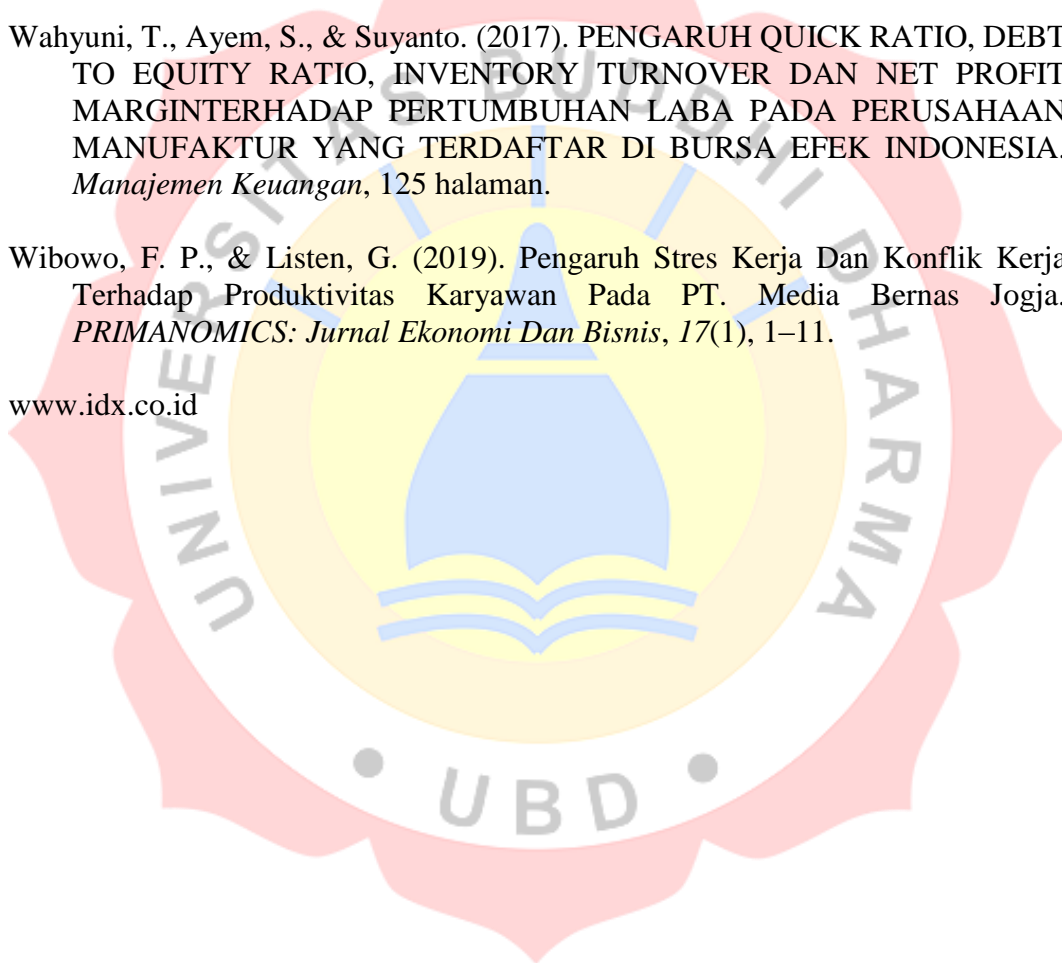 Wahyuni, T., Ayem, S., & Suyanto. (2017). PENGARUH QUICK RATIO, DEBT
TO EQUITY RATIO, INVENTORY TURNOVER DAN NET PROFIT
MARGINTERHADAP PERTUMBUHAN LABA PADA PERUSAHAAN
MANUFAKTUR YANG TERDAFTAR DI BURSA EFEK INDONESIA.
Manajemen Keuangan, 125 halaman.
Wibowo, F. P., & Listen, G. (2019). Pengaruh Stres Kerja Dan Konflik Kerja
Terhadap Produktivitas Karyawan Pada PT. Media Bernas Jogja.
PRIMANOMICS: Jurnal Ekonomi Dan Bisnis, 17(1), 1–11.
www.idx.co.id
UNIVERSITAS BUDDHI DHARMA
• UBD •